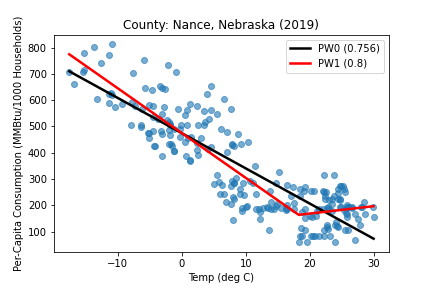 County: Nance, Nebraska (2019)
PW0 (0.756)
PW1 (0.8)
Per-Capita Consumption (MMBtu/1000 Households)
800
700
600
500
400
300
200
100
−10
0
10
20
30
Temp (deg C)